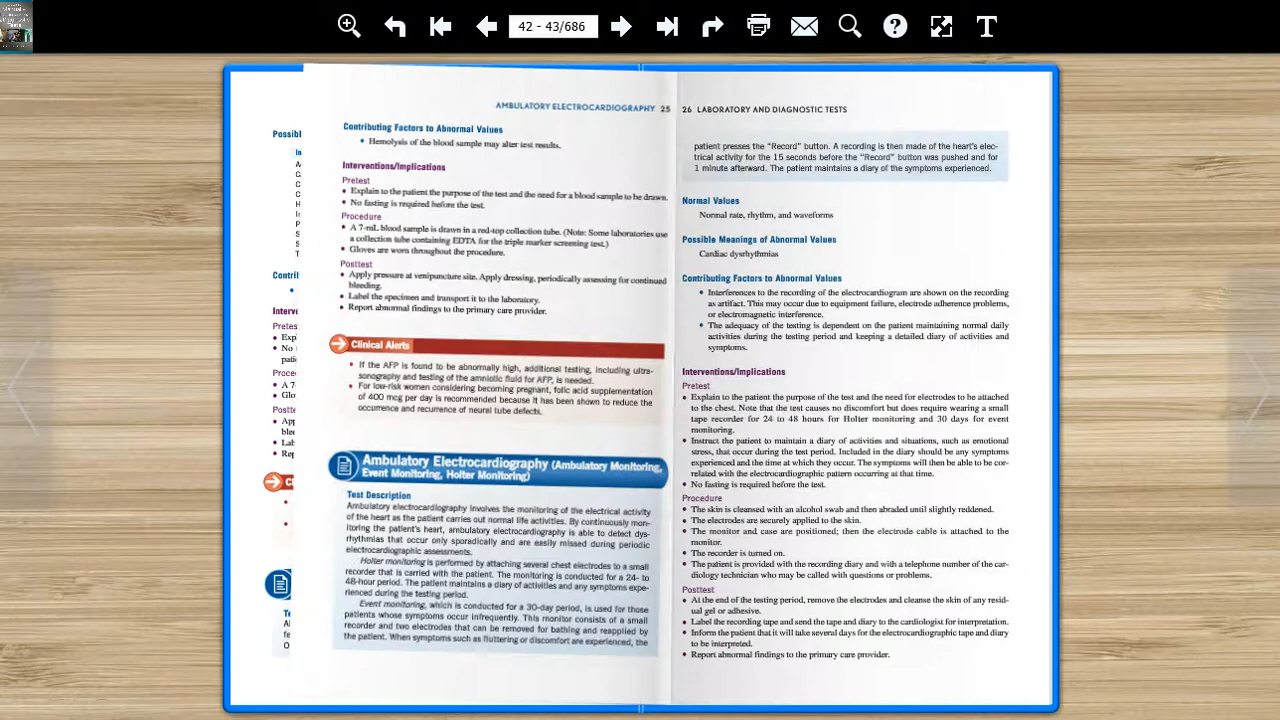 42 - 43/686
AMBULATORY ELECTROCARDIOGRAPHY 25
Contributing Factors to Abnormal Values
• Hemolysis of the blood sample may alter test results.
Interventions/Implications
Pretest
• Explain to the patient the purpose of the test and the need for a blood sample to be drawn.
• No fasting is required before the test.
Procedure
• A 7-mL blood sample is drawn in a red-top collection tube. (Note: Some laboratories use
a collection tube containing EDTA for the triple marker screening test.)
• Gloves are worn throughout the procedure.
Posttest
• Apply pressure at venipuncture site. Apply dressing, periodically assessing for continued
bleeding.
• Label the specimen and transport it to the laboratory.
• Report abnormal findings to the primary care provider.
Clinical Alerts
• If the AFP is found to be abnormally high, additional testing, including ultra-
sonography and testing of the amniotic fluid for AFP, is needed.
• For low-risk women considering becoming pregnant, folic acid supplementation
of 400 mcg per day is recommended because it has been shown to reduce the
occurrence and recurrence of neural tube defects.
Ambulatory Electrocardiography (Ambulatory Monitoring,
Event Monitoring, Holter Monitoring)
Test Description
Ambulatory electrocardiography involves the monitoring of the electrical activity
of the heart as the patient carries out normal life activities. By continuously mon-
itoring the patient's heart, ambulatory electrocardiography is able to detect dys-
rhythmias that occur only sporadically and are easily missed during periodic
electrocardiographic assessments.
Holter monitoring is performed by attaching several chest electrodes to a small
recorder that is carried with the patient. The monitoring is conducted for a 24- to
48-hour period. The patient maintains a diary of activities and any symptoms expe-
rienced during the testing period.
Event monitoring, which is conducted for a 30-day period, is used for those
patients whose symptoms occur infrequently. This monitor consists of a small
recorder and two electrodes that can be removed for bathing and reapplied by
the patient. When symptoms such as fluttering or discomfort are experienced, the
26 LABORATORY AND DIAGNOSTIC TESTS
patient presses the "Record" button. A recording is then made of the heart's elec-
trical activity for the 15 seconds before the "Record" button was pushed and for
1 minute afterward. The patient maintains a diary of the symptoms experienced.
Normal Values
Normal rate, rhythm, and waveforms
Possible Meanings of Abnormal Values
Cardiac dysrhythmias
Contributing Factors to Abnormal Values
• Interferences to the recording of the electrocardiogram are shown on the recording
as artifact. This may occur due to equipment failure, electrode adherence problems,
or electromagnetic interference.
• The adequacy of the testing is dependent on the patient maintaining normal daily
activities during the testing period and keeping a detailed diary of activities and
symptoms.
Interventions/Implications
Pretest
• Explain to the patient the purpose of the test and the need for electrodes to be attached
to the chest. Note that the test causes no discomfort but does require wearing a small
tape recorder for 24 to 48 hours for Holter monitoring and 30 days for event
monitoring.
• Instruct the patient to maintain a diary of activities and situations, such as emotional
stress, that occur during the test period. Included in the diary should be any symptoms
experienced and the time at which they occur. The symptoms will then be able to be cor-
related with the electrocardiographic pattern occurring at that time.
• No fasting is required before the test.
Procedure
• The skin is cleansed with an alcohol swab and then abraded until slightly reddened.
• The electrodes are securely applied to the skin.
• The monitor and case are positioned; then the electrode cable is attached to the
monitor.
• The recorder is turned on.
• The patient is provided with the recording diary and with a telephone number of the car-
diology technician who may be called with questions or problems.
Posttest
• At the end of the testing period, remove the electrodes and cleanse the skin of any resid-
ual gel or adhesive.
• Label the recording tape and send the tape and diary to the cardiologist for interpretation.
• Inform the patient that it will take several days for the electrocardiographic tape and diary
to be interpreted.
• Report abnormal findings to the primary care provider.